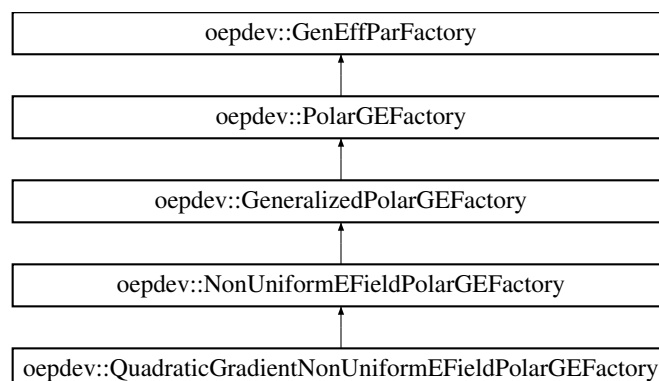 oepdev::GenEffParFactory
oepdev::PolarGEFactory
oepdev::GeneralizedPolarGEFactory
oepdev::NonUniformEFieldPolarGEFactory
oepdev::QuadraticGradientNonUniformEFieldPolarGEFactory